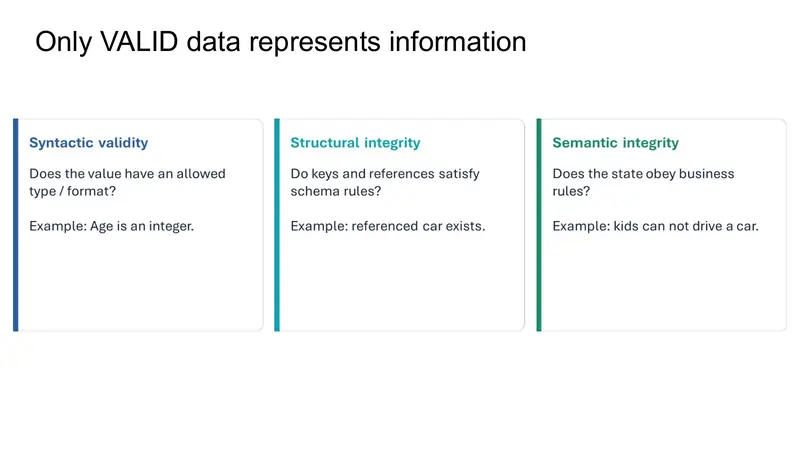 Only VALID data represents information
Syntactic validity
Does the value have an allowed
type / format?
Example: Age is an integer.
Structural integrity
Do keys and references satisfy
schema rules?
Example: referenced car exists.
Semantic integrity
Does the state obey business
rules?
Example: kids can not drive a car.